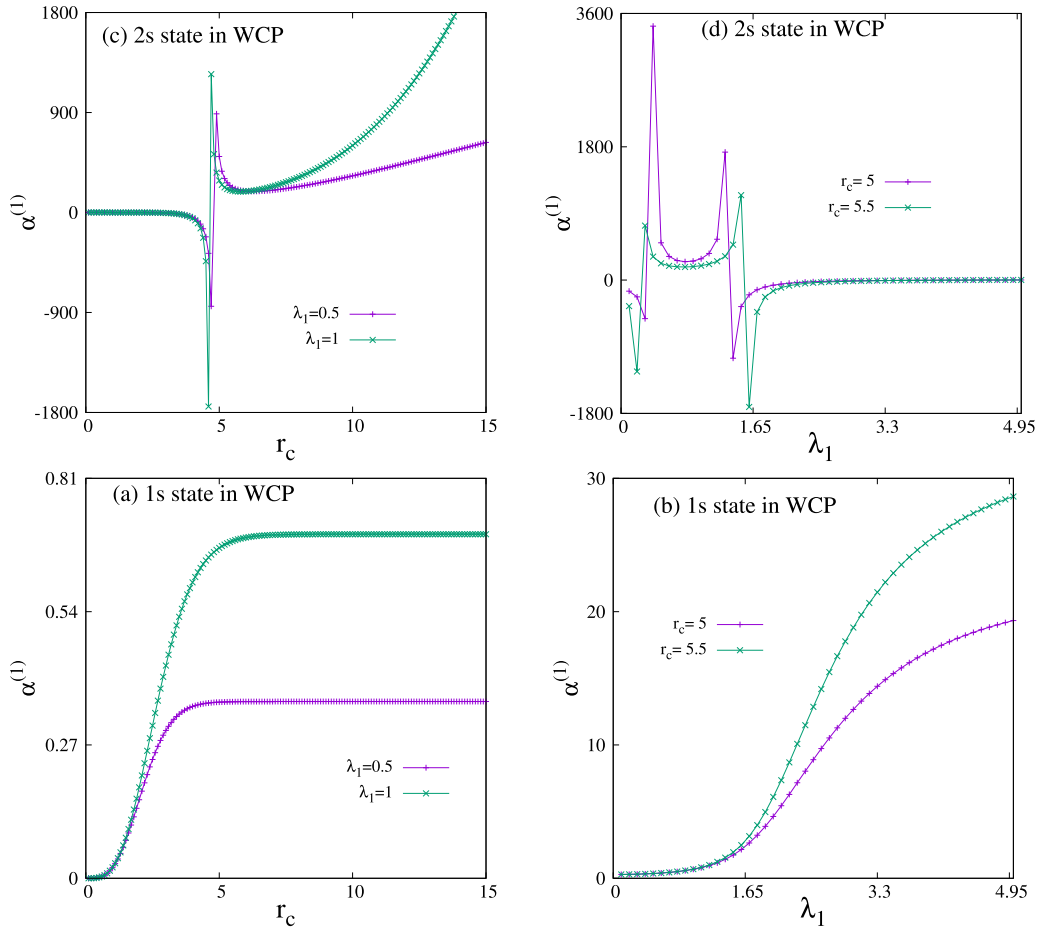 (c) 2s state in WCP
α(1)
1800
900
0
-900
-1800
λ1=0.5
λ1=1
0 5 10 15
rc
(d) 2s state in WCP
α(1)
3600
1800
0
-1800
rc= 5
rc= 5.5
0 1.65 3.3 4.95
λ1
(a) 1s state in WCP
α(1)
0.81
0.54
0.27
0
λ1=0.5
λ1=1
0 5 10 15
rc
(b) 1s state in WCP
α(1)
30
20
10
0
rc= 5
rc= 5.5
0 1.65 3.3 4.95
λ1